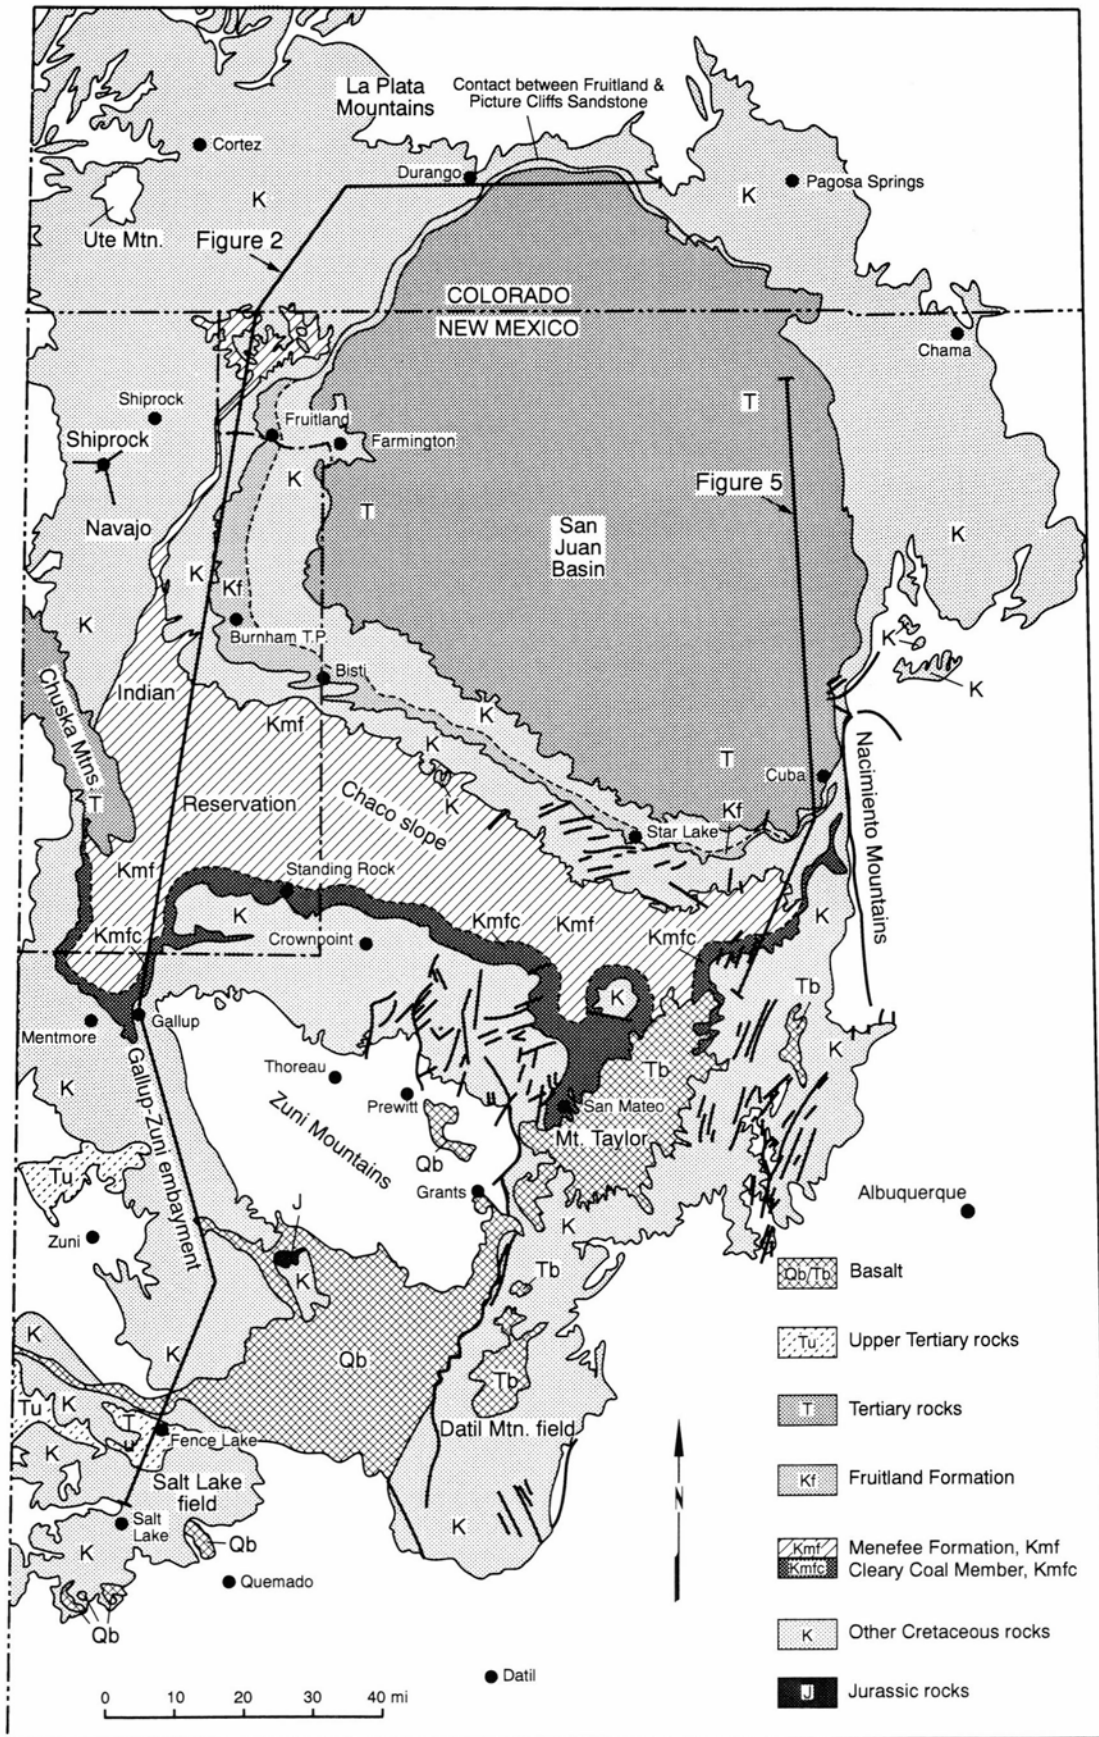 La Plata
Mountains
Contact between Fruitland &
Picture Cliffs Sandstone
Cortez
Durango
Pagosa Springs
K
K
Ute Mtn.
Figure 2
COLORADO
NEW MEXICO
Chama
Shiprock
Shiprock
Fruitland
Farmington
T
Navajo
K
T
Figure 5
San
Juan
Basin
K
K
Kf
K
Burnham T.P.
K
K
Bisti
Indian
Kmf
K
K
K
Chuska Mtns
T
Reservation
Chaco slope
T
Cuba
Nacimiento Mountains
Kf
Star Lake
Kmf
Standing Rock
K
Kmfc
Crownpoint
Kmfc
Kmf
Kmfc
K
K
Tb
K
Mentmore
Gallup
Gallup-Zuni embayment
K
Thoreau
Prewitt
Zuni Mountains
Tb
San Mateo
Mt. Taylor
Qb
Grants
Tu
Zuni
J
K
K
Tb
Albuquerque
K
K
Qb
Tb
Tu
K
T
u
Fence Lake
K
Datil Mtn. field
Salt Lake
field
Salt
Lake
K
Qb
K
Quemado
Qb
Datil
N
0 10 20 30 40 mi
Qb/Tb Basalt
Tu Upper Tertiary rocks
T Tertiary rocks
Kf Fruitland Formation
Kmf Menefee Formation, Kmf
Kmfc Cleary Coal Member, Kmfc
K Other Cretaceous rocks
J Jurassic rocks